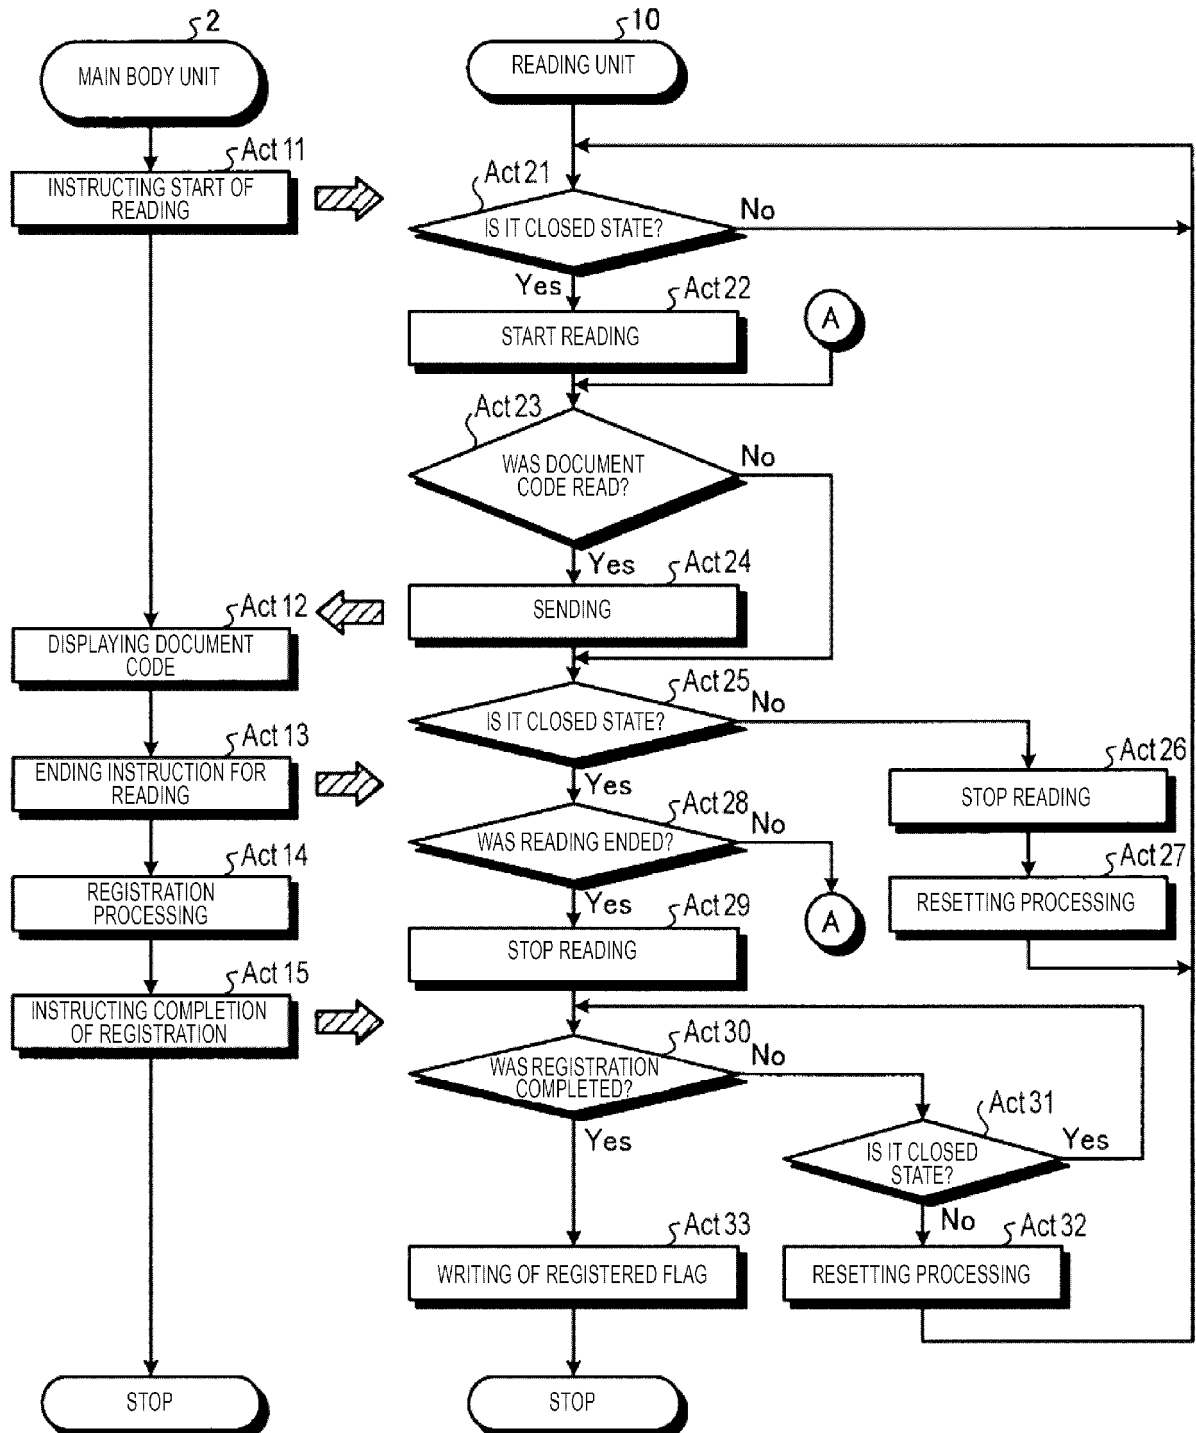 2
10
MAIN BODY UNIT
READING UNIT
Act 11
INSTRUCTING START OF
READING
Act 21
IS IT CLOSED STATE?
No
Yes
Act 22
START READING
A
Act 23
WAS DOCUMENT
CODE READ?
No
Yes
Act 24
SENDING
Act 12
DISPLAYING DOCUMENT
CODE
Act 25
IS IT CLOSED STATE?
No
Yes
Act 13
ENDING INSTRUCTION FOR
READING
Act 26
STOP READING
Act 28
WAS READING ENDED?
No
Yes
A
Act 27
RESETTING PROCESSING
Act 14
REGISTRATION
PROCESSING
Act 29
STOP READING
Act 15
INSTRUCTING COMPLETION
OF REGISTRATION
Act 30
WAS REGISTRATION
COMPLETED?
No
Yes
Act 31
IS IT CLOSED
STATE?
Yes
No
Act 33
WRITING OF REGISTERED FLAG
Act 32
RESETTING PROCESSING
STOP
STOP